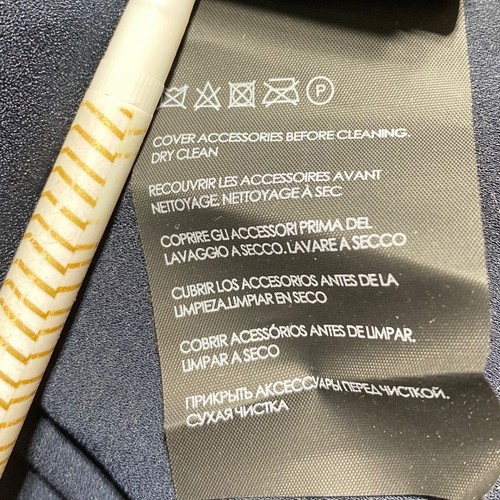 P
COVER ACCESSORIES BEFORE CLEANING.
DRY CLEAN
RECOUVRIR LES ACCESSOIRES AVANT
NETTOYAGE, NETTOYAGE À SEC
COPRIRE GLI ACCESSORI PRIMA DEL
LAVAGGIO A SECCO. LAVARE A SECCO
CUBRIR LOS ACCESORIOS ANTES DE LA
LIMPIEZA.LIMPIAR EN SECO
COBRIR ACESSÓRIOS ANTES DE LIMPAR.
LIMPAR A SECO
ПРИКРЫТЬ АКСЕССУАРЫ ПЕРЕД ЧИСТКОЙ.
СУХАЯ ЧИСТКА